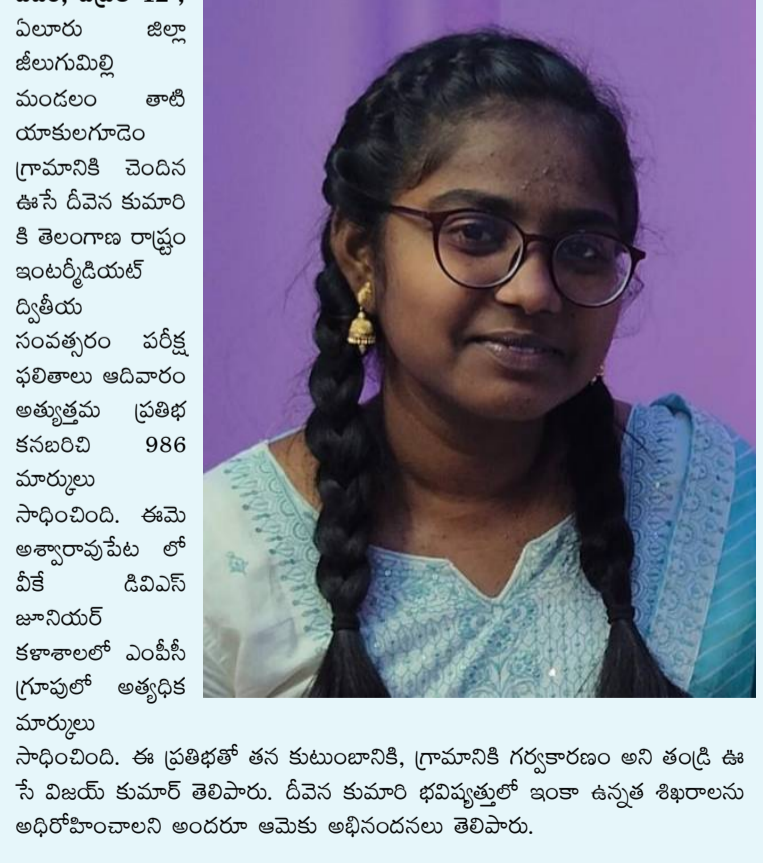 ఏలూరు జిల్లా
జీలుగుమిల్లి
మండలం తాటి
యాకులగూడెం
గ్రామానికి చెందిన
ఊసే దీవెన కుమారి
కి తెలంగాణ రాష్ట్రం
ఇంటర్మీడియట్
ద్వితీయ
సంవత్సరం పరీక్ష
ఫలితాలు ఆదివారం
అత్యుత్తమ ప్రతిభ
కనబరిచి 986
మార్కులు
సాధించింది. ఈమె
అశ్వారావుపేట లో
వీకే డివిఎస్
జూనియర్
కళాశాలలో ఎంపీసీ
గ్రూపులో అత్యధిక
మార్కులు
సాధించింది. ఈ ప్రతిభతో తన కుటుంబానికి, గ్రామానికి గర్వకారణం అని తండ్రి ఊ
సే విజయ్ కుమార్ తెలిపారు. దీవెన కుమారి భవిష్యత్తులో ఇంకా ఉన్నత శిఖరాలను
అధిరోహించాలని అందరూ ఆమెకు అభినందనలు తెలిపారు.